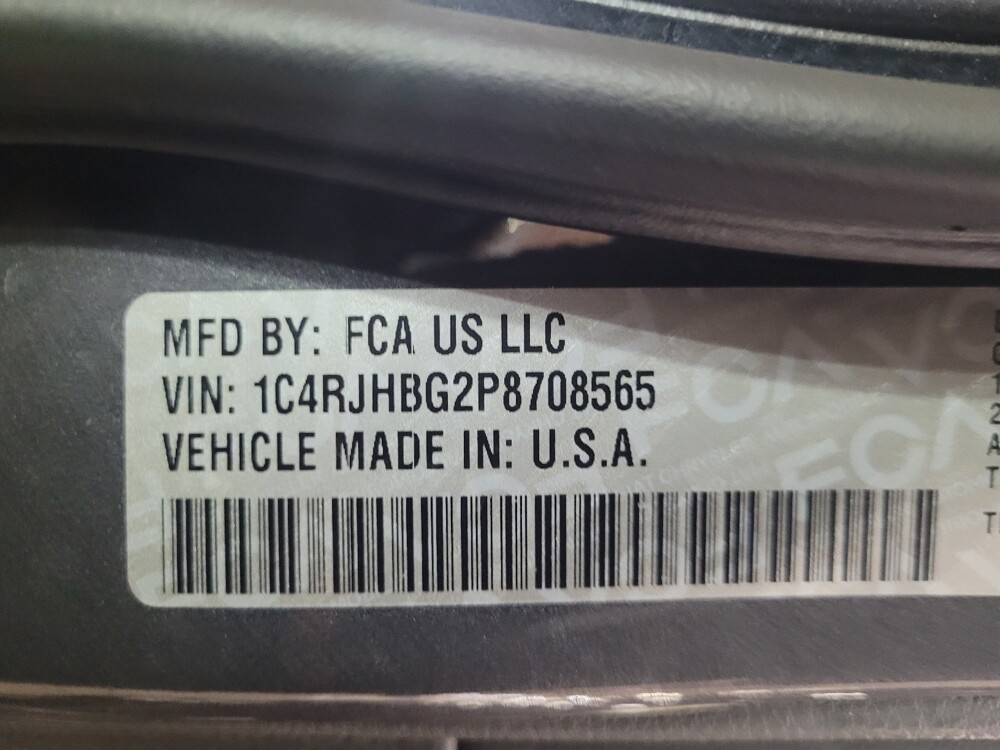 MFD BY: FCA US LLC
VIN: 1C4RJHBG2P8708565
VEHICLE MADE IN: U.S.A.